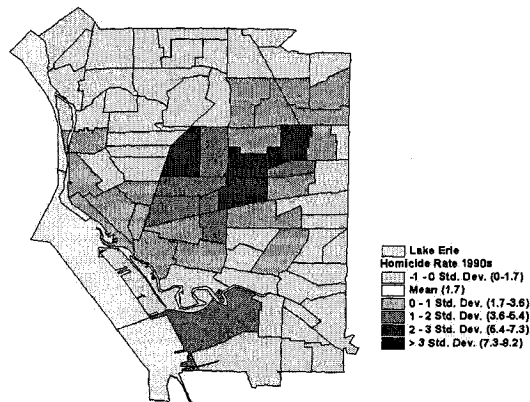 Lake Erie
Homicide Rate 1990s
-1 - 0 Std. Dev. (0-1.7)
Mean (1.7)
0 - 1 Std. Dev. (1.7-3.6)
1 - 2 Std. Dev. (3.6-5.4)
2 - 3 Std. Dev. (5.4-7.3)
> 3 Std. Dev. (7.3-9.2)